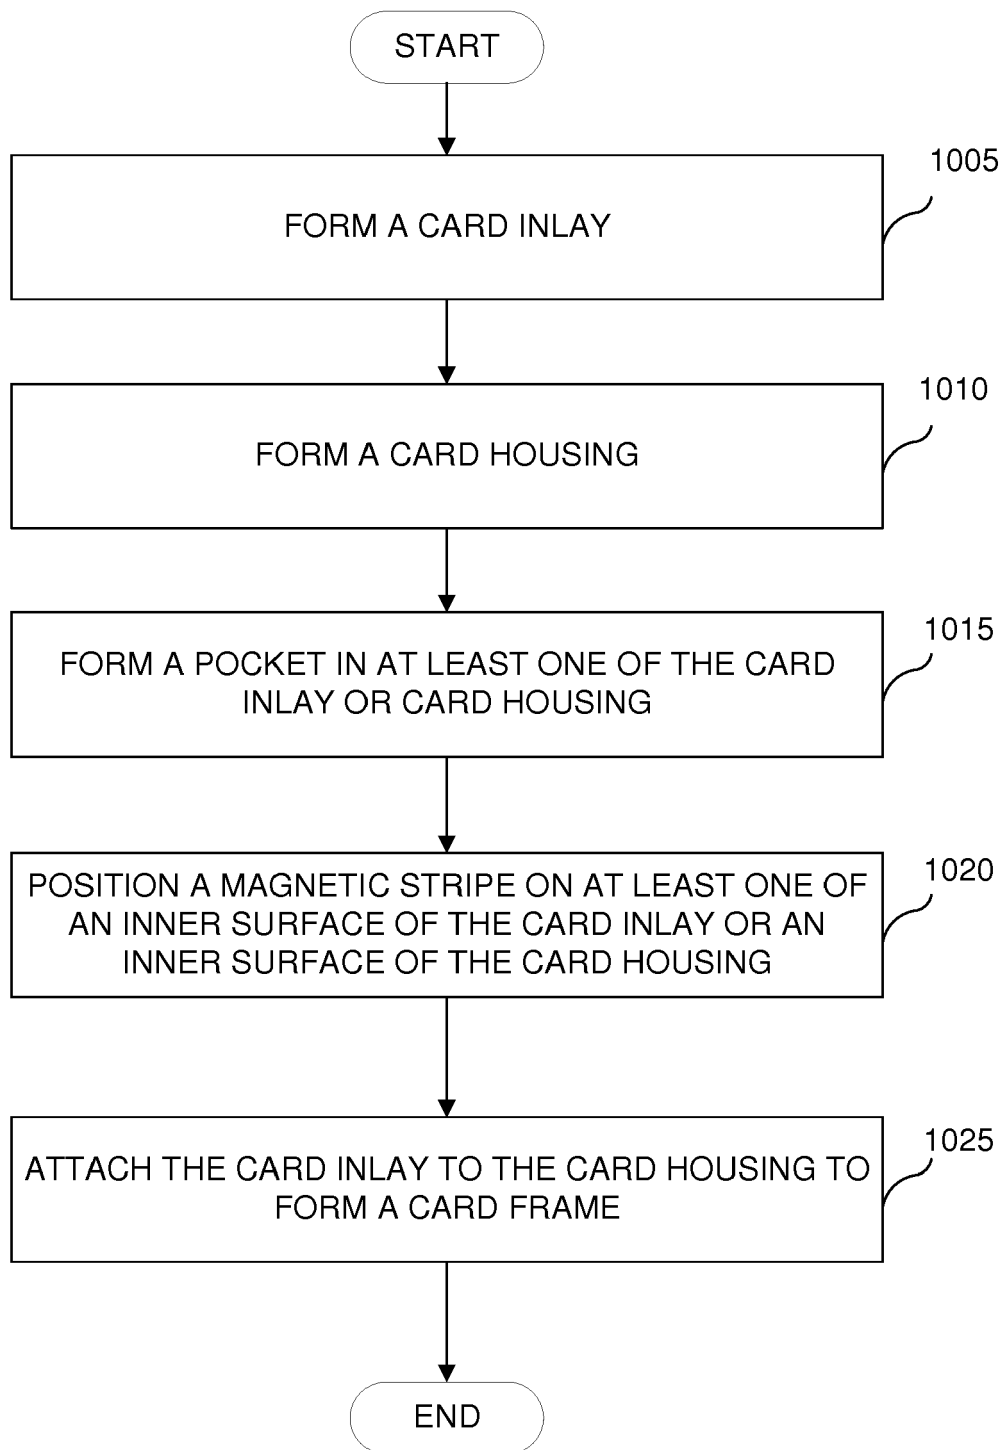 START
1005
FORM A CARD INLAY
1010
FORM A CARD HOUSING
1015
FORM A POCKET IN AT LEAST ONE OF THE CARD
INLAY OR CARD HOUSING
1020
POSITION A MAGNETIC STRIPE ON AT LEAST ONE OF
AN INNER SURFACE OF THE CARD INLAY OR AN
INNER SURFACE OF THE CARD HOUSING
1025
ATTACH THE CARD INLAY TO THE CARD HOUSING TO
FORM A CARD FRAME
END